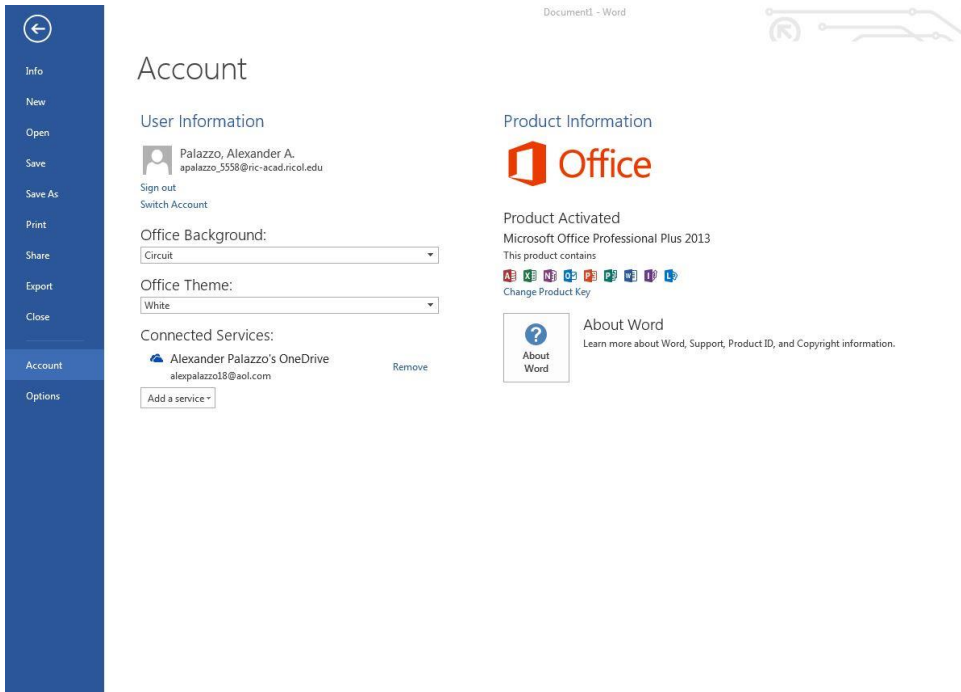 Document1 - Word
Info
New
Open
Save
Save As
Print
Share
Export
Close
Account
Options
Account
User Information
Palazzo, Alexander A.
apalazzo_5558@ric-acad.ricol.edu
Sign out
Switch Account
Office Background:
Circuit
Office Theme:
White
Connected Services:
Alexander Palazzo's OneDrive
alexpalazzo18@aol.com
Remove
Add a service
Product Information
Office
Product Activated
Microsoft Office Professional Plus 2013
This product contains
Change Product Key
About
Word
About Word
Learn more about Word, Support, Product ID, and Copyright information.